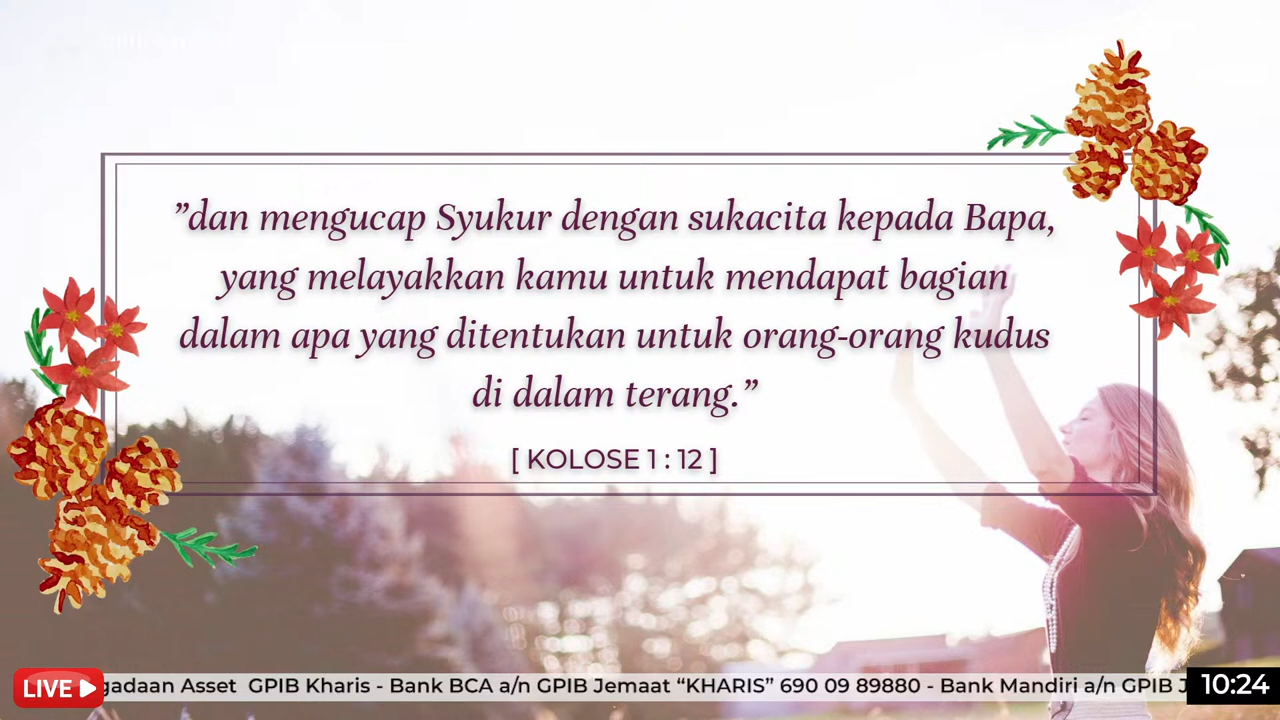 ”dan mengucap Syukur dengan sukacita kepada Bapa,
yang melayakkan kamu untuk mendapat bagian
dalam apa yang ditentukan untuk orang-orang kudus
di dalam terang.”
[ KOLOSE 1 : 12 ]
LIVE
gadaan Asset GPIB Kharis - Bank BCA a/n GPIB Jemaat “KHARIS” 690 09 89880 - Bank Mandiri a/n GPIB J
10:24